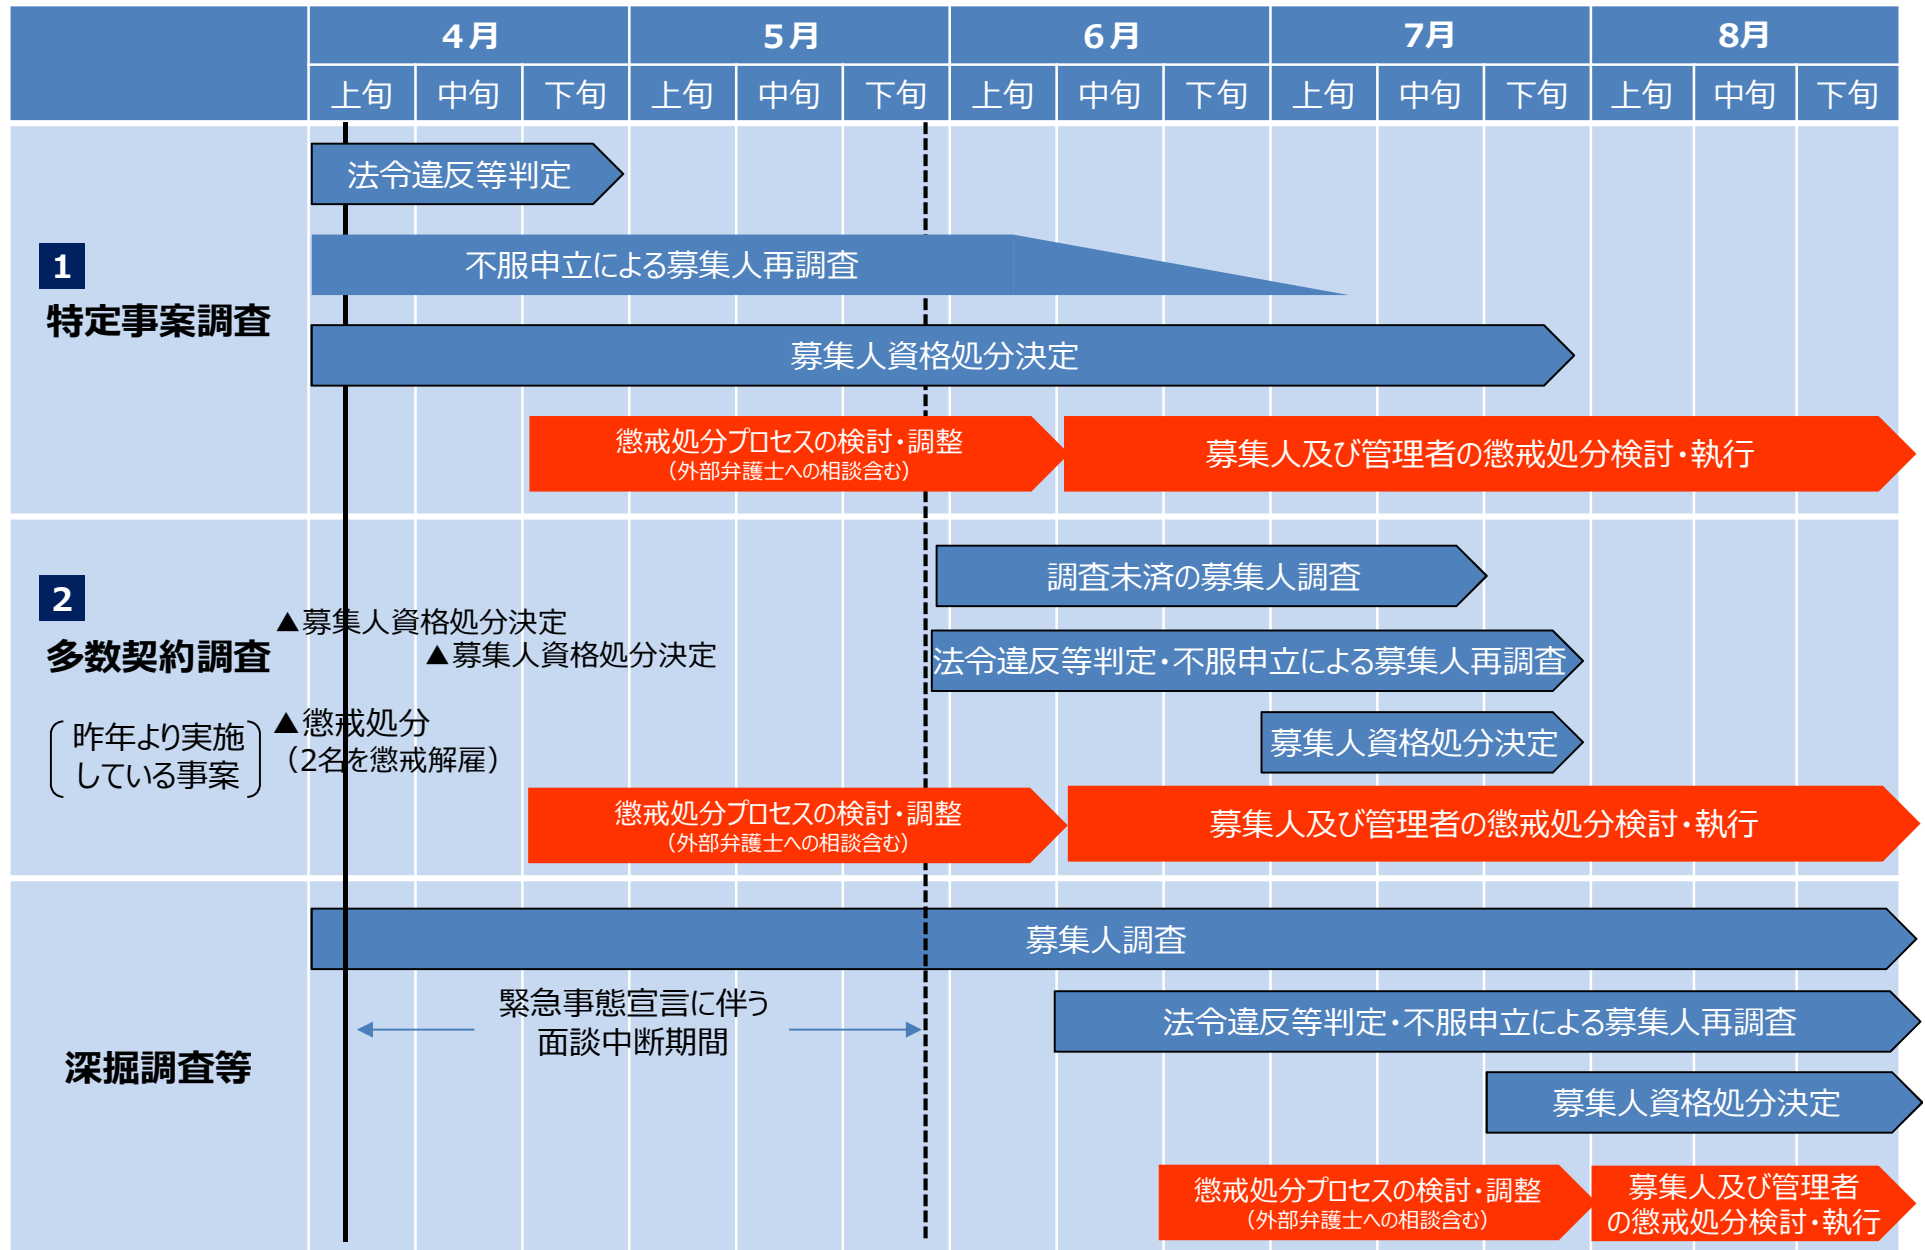 4月 5月 6月 7月 8月
上旬 中旬 下旬 上旬 中旬 下旬 上旬 中旬 下旬 上旬 中旬 下旬 上旬 中旬 下旬
1
特定事案調査
法令違反等判定
不服申立による募集人再調査
募集人資格処分決定
懲戒処分プロセスの検討・調整
（外部弁護士への相談含む）
募集人及び管理者の懲戒処分検討・執行
2
多数契約調査
昨年より実施
している事案
▲募集人資格処分決定
▲募集人資格処分決定
▲懲戒処分
（2名を懲戒解雇）
調査未済の募集人調査
法令違反等判定・不服申立による募集人再調査
募集人資格処分決定
懲戒処分プロセスの検討・調整
（外部弁護士への相談含む）
募集人及び管理者の懲戒処分検討・執行
深掘調査等
募集人調査
緊急事態宣言に伴う
面談中断期間
法令違反等判定・不服申立による募集人再調査
募集人資格処分決定
懲戒処分プロセスの検討・調整
（外部弁護士への相談含む）
募集人及び管理者
の懲戒処分検討・執行